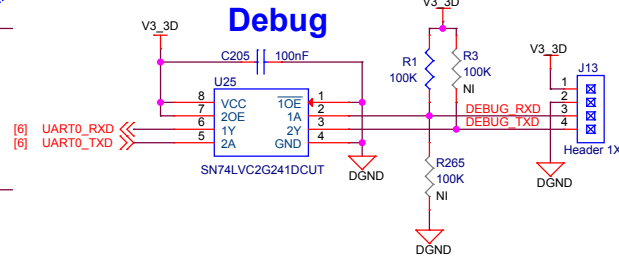 Debug
V3_3D
V3_3D
C205
100nF
V3_3D
U25
R1
100K
R3
100K
NI
J13
8
VCC
1OE
1
1
7
2OE
1A
2
2
6
1Y
2Y
3
DEBUG_RXD
3
5
2A
GND
4
DEBUG_TXD
4
[6] UART0_RXD
[6] UART0_TXD
SN74LVC2G241DCUT
DGND
R265
100K
NI
DGND
Header 1X
DGND